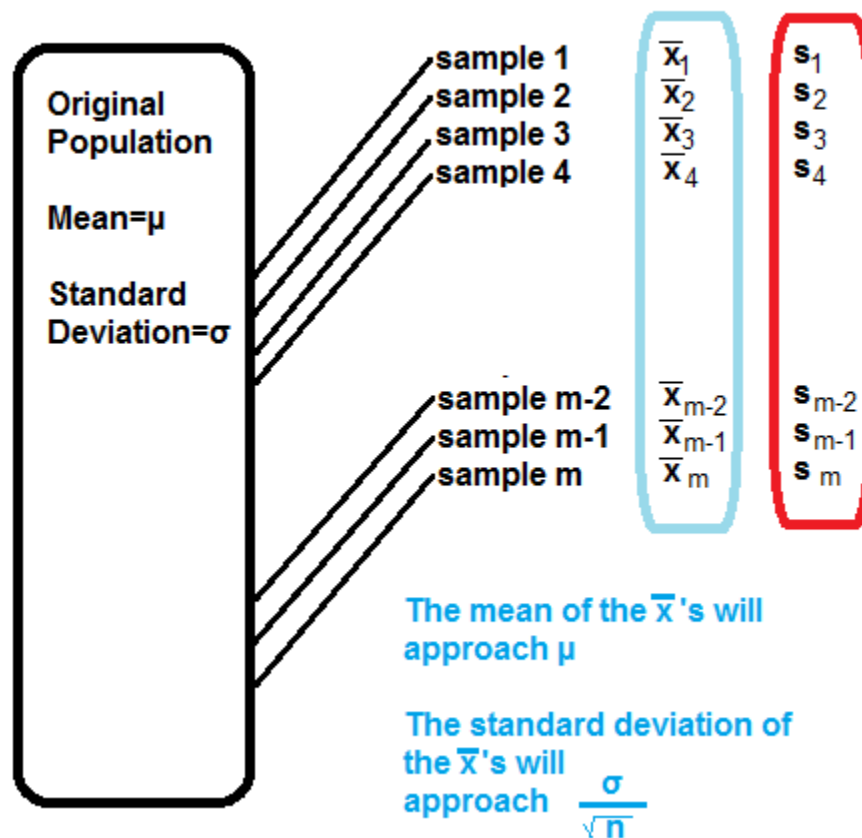 Original
Population
Mean=μ
Standard
Deviation=σ
sample 1 x̅₁ s₁
sample 2 x̅₂ s₂
sample 3 x̅₃ s₃
sample 4 x̅₄ s₄
sample m-2 x̅ₘ₋₂ sₘ₋₂
sample m-1 x̅ₘ₋₁ sₘ₋₁
sample m x̅ ₘ s ₘ
The mean of the x̅ 's will
approach μ
The standard deviation of
the x̅'s will
approach σ/√n